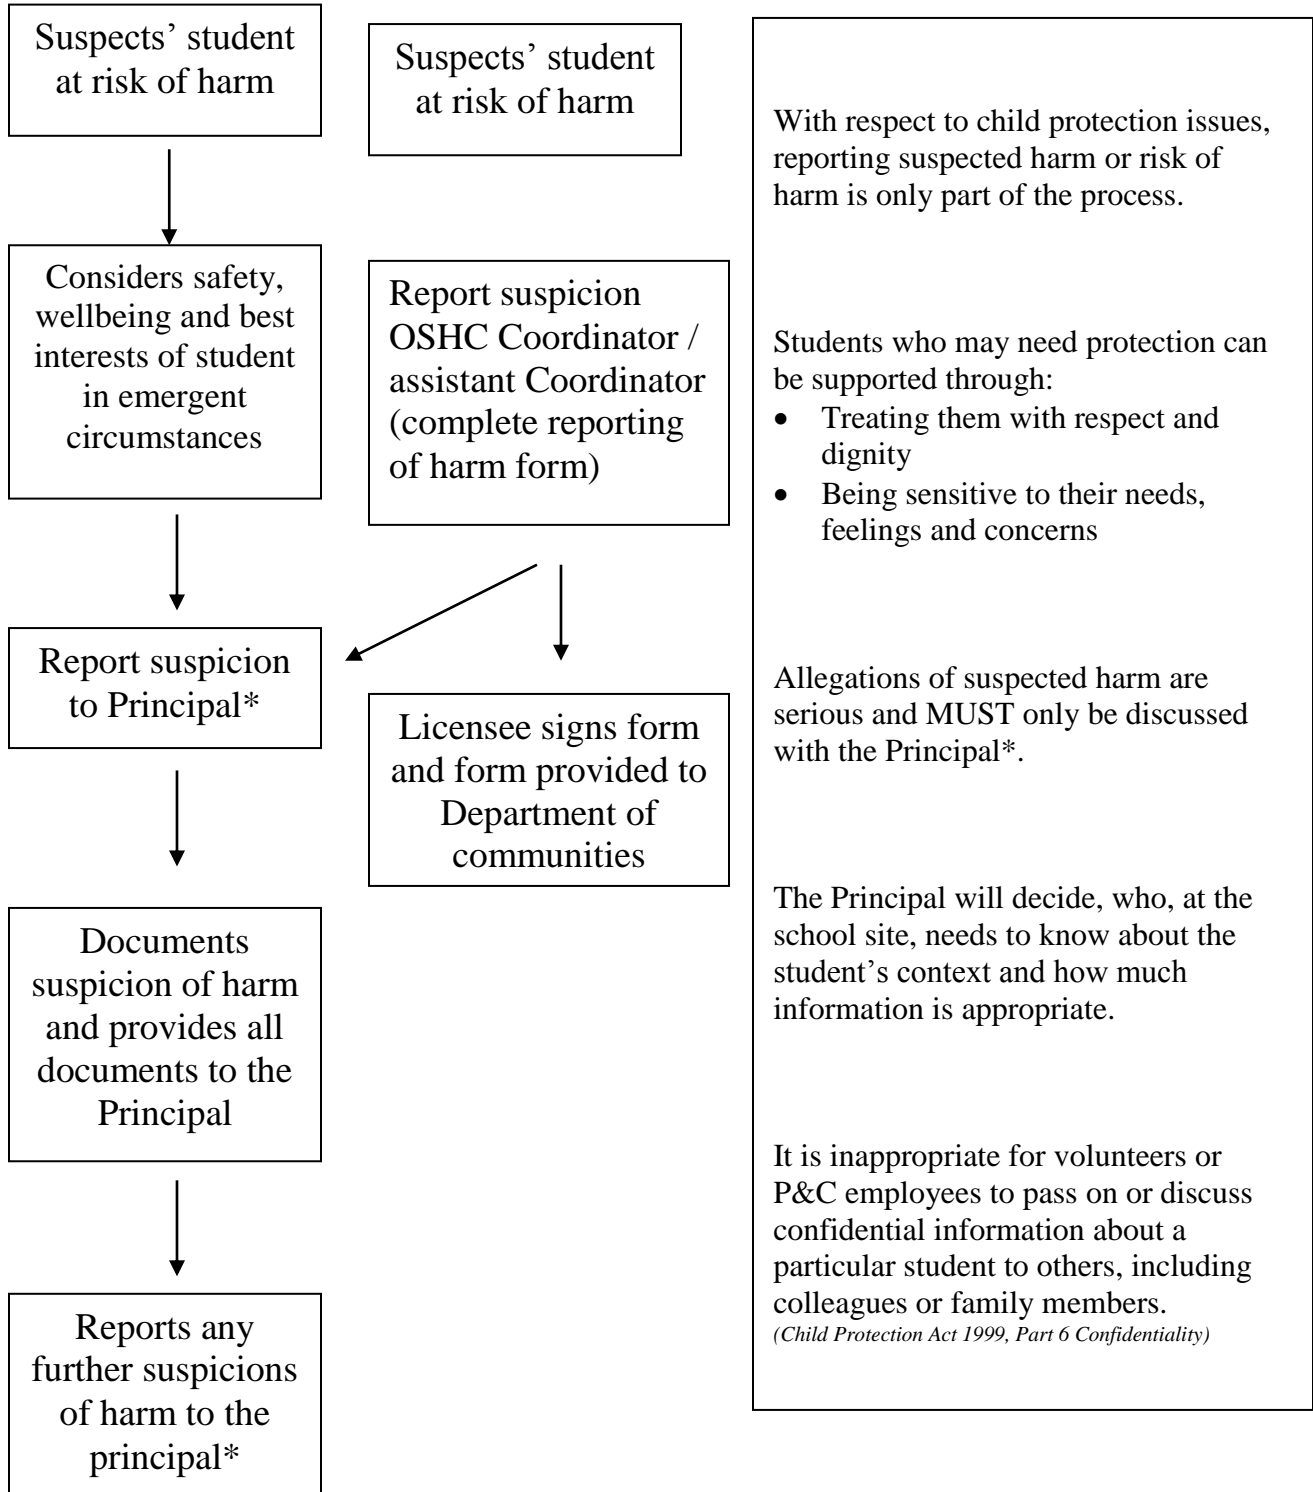 Suspects’ student
at risk of harm
Considers safety,
wellbeing and best
interests of student
in emergent
circumstances
Report suspicion
to Principal*
Documents
suspicion of harm
and provides all
documents to the
Principal
Reports any
further suspicions
of harm to the
principal*
Suspects’ student
at risk of harm
Report suspicion
OSHC Coordinator /
assistant Coordinator
(complete reporting
of harm form)
Licensee signs form
and form provided to
Department of
communities
With respect to child protection issues,
reporting suspected harm or risk of
harm is only part of the process.
Students who may need protection can
be supported through:
• Treating them with respect and
dignity
• Being sensitive to their needs,
feelings and concerns
Allegations of suspected harm are
serious and MUST only be discussed
with the Principal*.
The Principal will decide, who, at the
school site, needs to know about the
student’s context and how much
information is appropriate.
It is inappropriate for volunteers or
P&C employees to pass on or discuss
confidential information about a
particular student to others, including
colleagues or family members.
(Child Protection Act 1999, Part 6 Confidentiality)